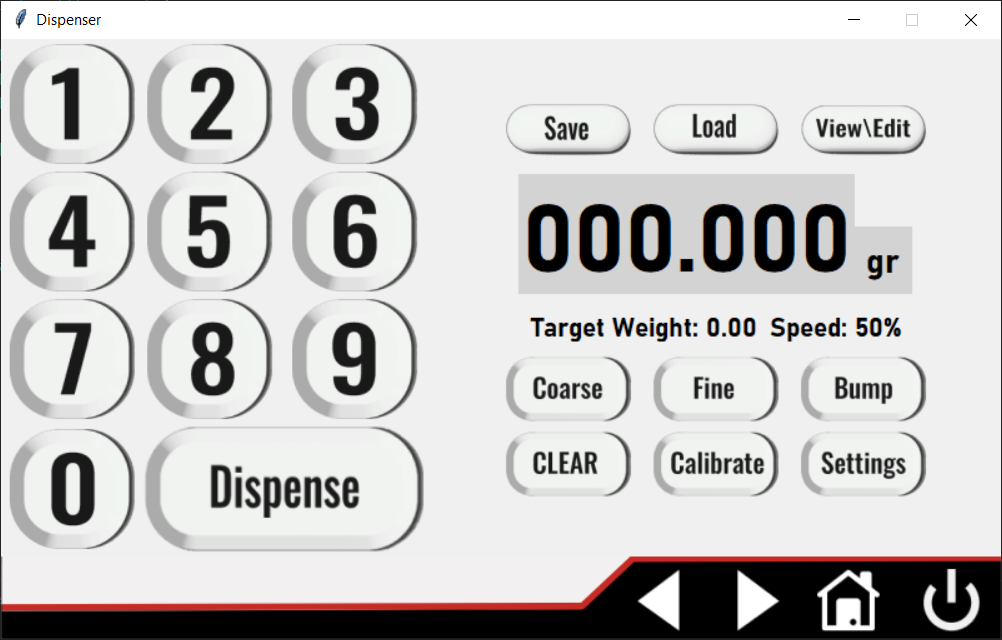 Dispenser
1 2 3
4 5 6
7 8 9
0 Dispense
Save Load View\Edit
000.000 gr
Target Weight: 0.00 Speed: 50%
Coarse Fine Bump
CLEAR Calibrate Settings